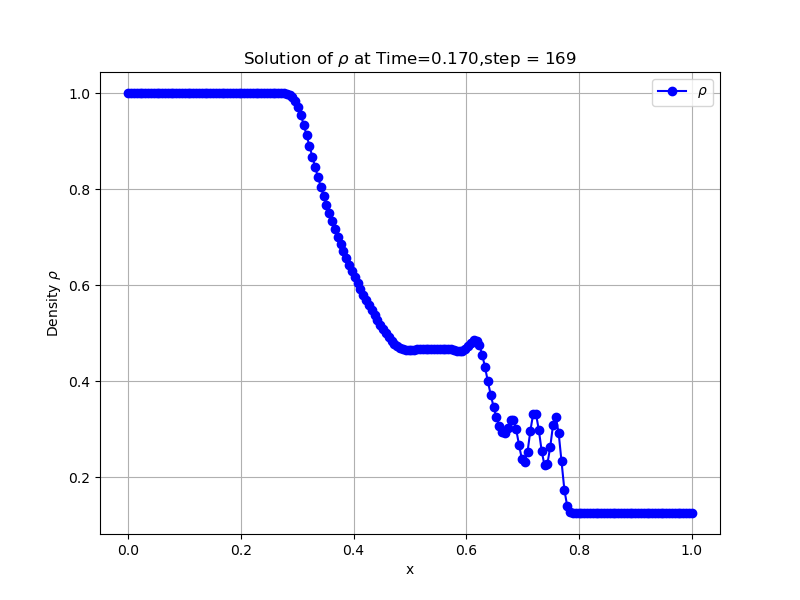 Solution of ρ at Time=0.170,step = 169
ρ
1.0
0.8
0.6
0.4
0.2
Density ρ
0.0 0.2 0.4 0.6 0.8 1.0
x